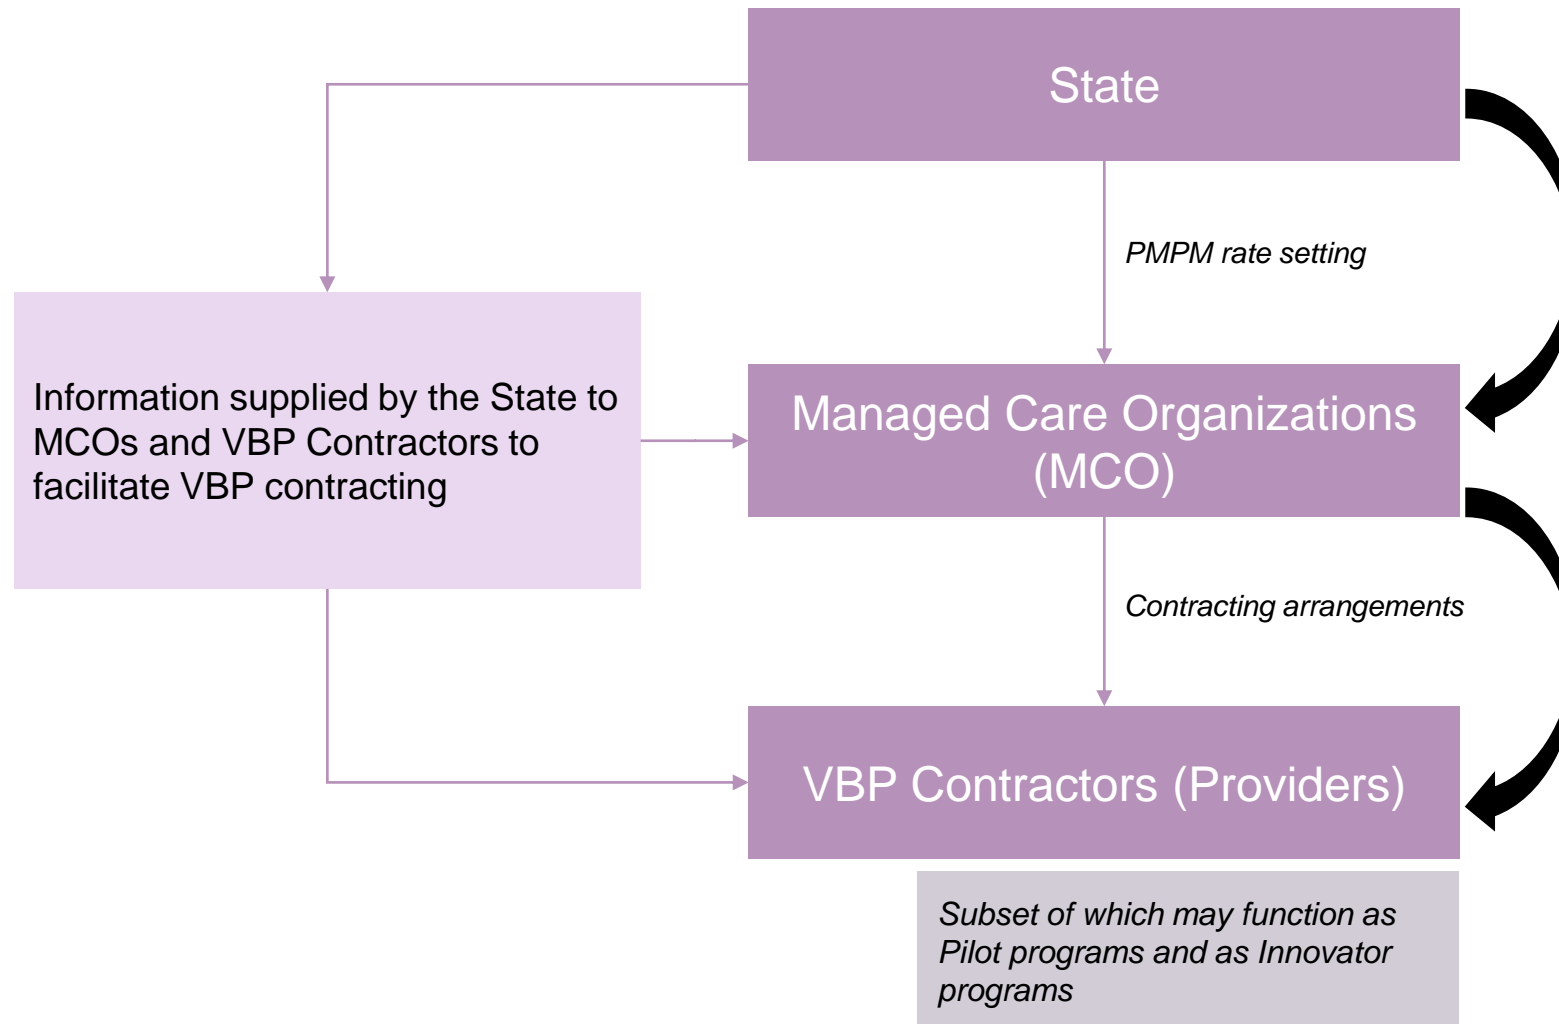 State
PMPM rate setting
Information supplied by the State to
MCOs and VBP Contractors to
facilitate VBP contracting
Managed Care Organizations
(MCO)
Contracting arrangements
VBP Contractors (Providers)
Subset of which may function as
Pilot programs and as Innovator
programs